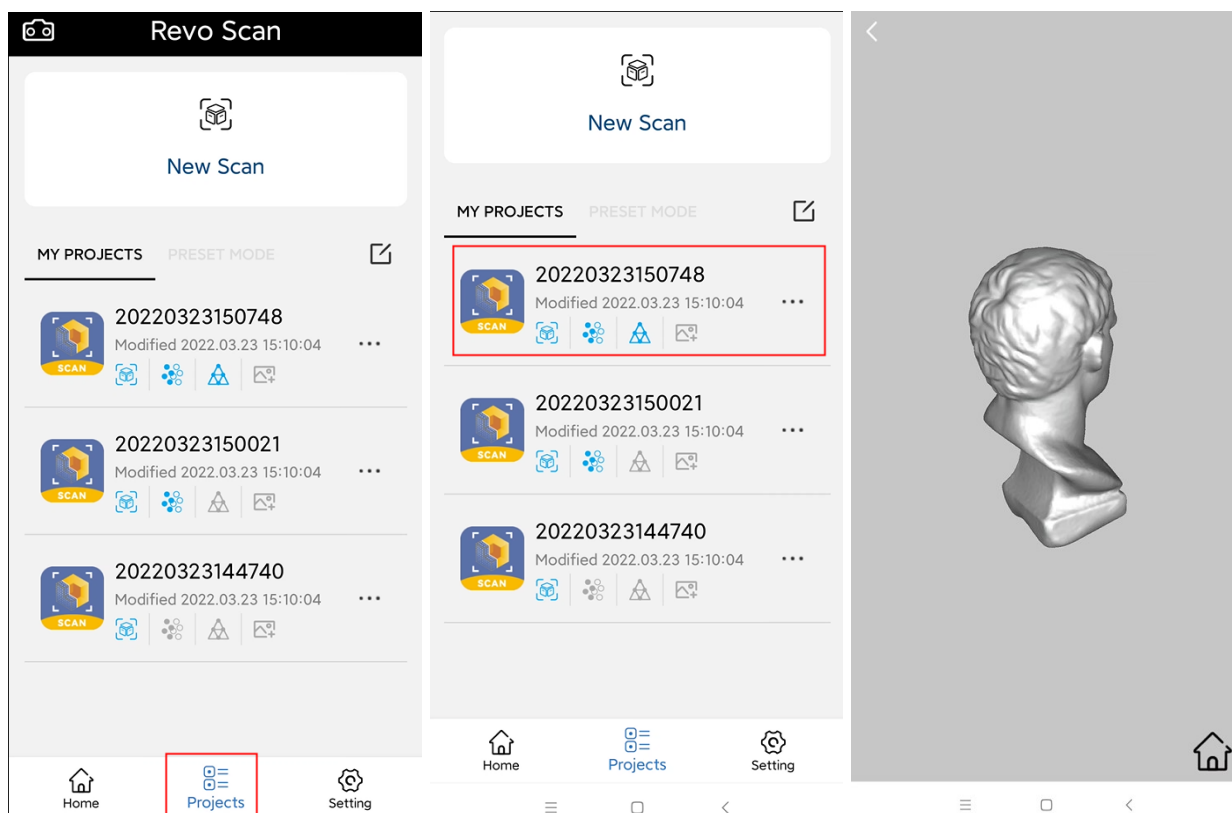 Revo Scan
New Scan
MY PROJECTS PRESET MODE
20220323150748
Modified 2022.03.23 15:10:04
SCAN
20220323150021
Modified 2022.03.23 15:10:04
SCAN
20220323144740
Modified 2022.03.23 15:10:04
SCAN
Home Projects Setting
New Scan
MY PROJECTS PRESET MODE
20220323150748
Modified 2022.03.23 15:10:04
SCAN
20220323150021
Modified 2022.03.23 15:10:04
SCAN
20220323144740
Modified 2022.03.23 15:10:04
SCAN
Home Projects Setting